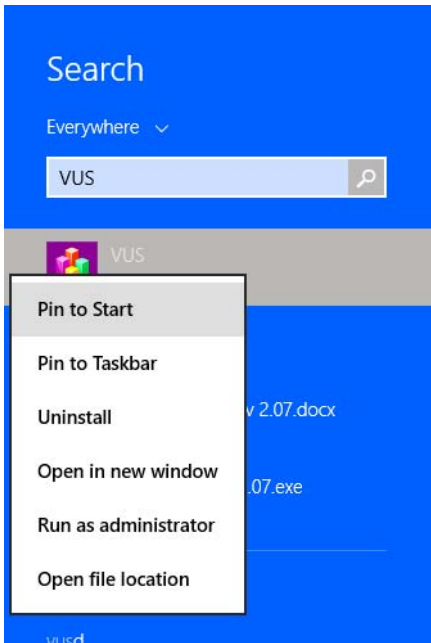 Search
Everywhere
VUS
VUS
Pin to Start
Pin to Taskbar
Uninstall
v 2.07.docx
Open in new window
.07.exe
Run as administrator
Open file location
vusd